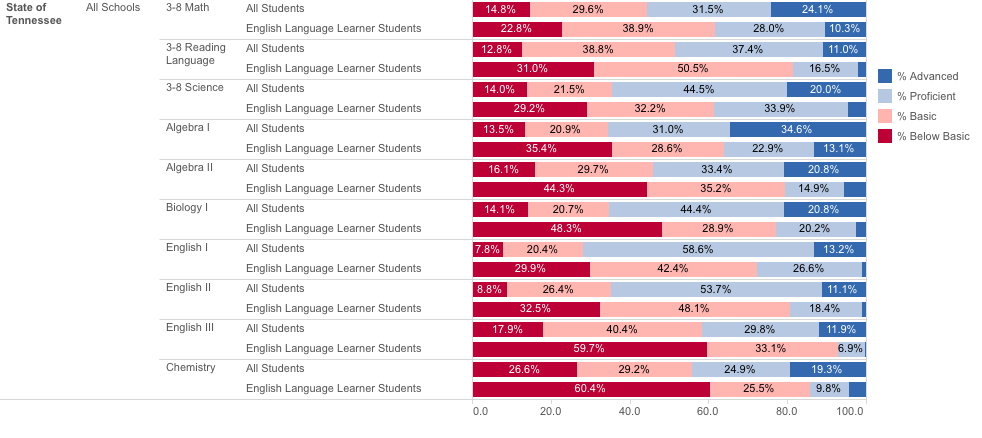 State of Tennessee All Schools 3-8 Math All Students 14.8% 29.6% 31.5% 24.1%
English Language Learner Students 22.8% 38.9% 28.0% 10.3%
3-8 Reading Language All Students 12.8% 38.8% 37.4% 11.0%
English Language Learner Students 31.0% 50.5% 16.5%
3-8 Science All Students 14.0% 21.5% 44.5% 20.0%
English Language Learner Students 29.2% 32.2% 33.9%
Algebra I All Students 13.5% 20.9% 31.0% 34.6%
English Language Learner Students 35.4% 28.6% 22.9% 13.1%
Algebra II All Students 16.1% 29.7% 33.4% 20.8%
English Language Learner Students 44.3% 35.2% 14.9%
Biology I All Students 14.1% 20.7% 44.4% 20.8%
English Language Learner Students 48.3% 28.9% 20.2%
English I All Students 7.8% 20.4% 58.6% 13.2%
English Language Learner Students 29.9% 42.4% 26.6%
English II All Students 8.8% 26.4% 53.7% 11.1%
English Language Learner Students 32.5% 48.1% 18.4%
English III All Students 17.9% 40.4% 29.8% 11.9%
English Language Learner Students 59.7% 33.1% 6.9%
Chemistry All Students 26.6% 29.2% 24.9% 19.3%
English Language Learner Students 60.4% 25.5% 9.8%
0.0 20.0 40.0 60.0 80.0 100.0
% Advanced
% Proficient
% Basic
% Below Basic